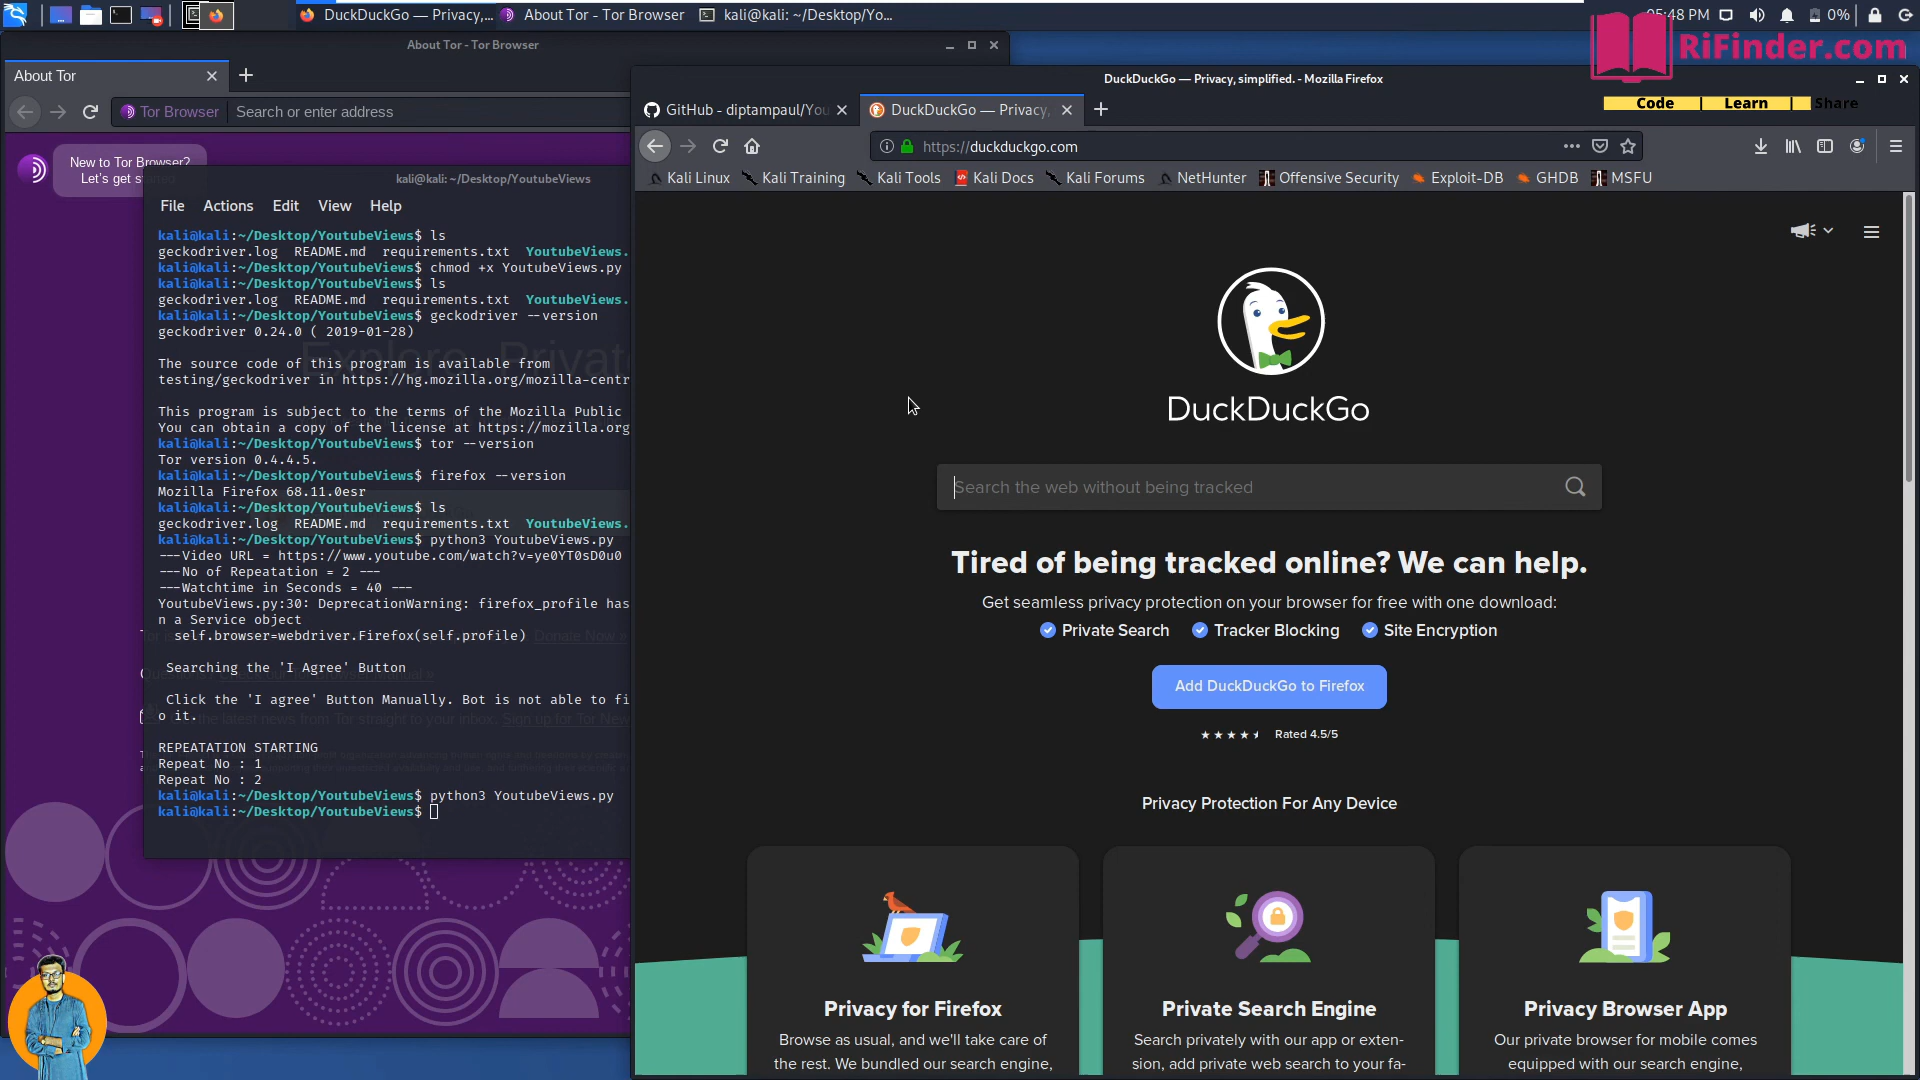 DuckDuckGo — Privacy,...
About Tor - Tor Browser
kali@kali: ~/Desktop/Yo...
05:48 PM
0%
RiFinder.com
Code
Learn
Share
About Tor - Tor Browser
About Tor
Tor Browser
Search or enter address
New to Tor Browser?
Let's get
kali@kali: ~/Desktop/YoutubeViews
File Actions Edit View Help
kali@kali:~/Desktop/YoutubeViews$ ls
geckodriver.log README.md requirements.txt YoutubeViews.
kali@kali:~/Desktop/YoutubeViews$ chmod +x YoutubeViews.py
kali@kali:~/Desktop/YoutubeViews$ ls
geckodriver.log README.md requirements.txt YoutubeViews.
kali@kali:~/Desktop/YoutubeViews$ geckodriver --version
geckodriver 0.24.0 ( 2019-01-28)
The source code of this program is available from
testing/geckodriver in https://hg.mozilla.org/mozilla-centr
This program is subject to the terms of the Mozilla Public
You can obtain a copy of the license at https://mozilla.org
kali@kali:~/Desktop/YoutubeViews$ tor --version
Tor version 0.4.4.5.
kali@kali:~/Desktop/YoutubeViews$ firefox --version
Mozilla Firefox 68.11.0esr
kali@kali:~/Desktop/YoutubeViews$ ls
geckodriver.log README.md requirements.txt YoutubeViews.
kali@kali:~/Desktop/YoutubeViews$ python3 YoutubeViews.py
---Video URL = https://www.youtube.com/watch?v=ye0YT0sD0u0
---No of Repeatation = 2 ---
---Watchtime in Seconds = 40 ---
YoutubeViews.py:30: DeprecationWarning: firefox_profile has
n a Service object
self.browser=webdriver.Firefox(self.profile)
Searching the 'I Agree' Button
Click the 'I agree' Button Manually. Bot is not able to fi
o it.
REPEATATION STARTING
Repeat No : 1
Repeat No : 2
kali@kali:~/Desktop/YoutubeViews$ python3 YoutubeViews.py
kali@kali:~/Desktop/YoutubeViews$
Explore. Private
Donate Now »
DuckDuckGo — Privacy, simplified. - Mozilla Firefox
GitHub - diptampaul/You
DuckDuckGo — Privacy,
https://duckduckgo.com
Kali Linux
Kali Training
Kali Tools
Kali Docs
Kali Forums
NetHunter
Offensive Security
Exploit-DB
GHDB
MSFU
DuckDuckGo
Search the web without being tracked
Tired of being tracked online? We can help.
Get seamless privacy protection on your browser for free with one download:
Private Search
Tracker Blocking
Site Encryption
Add DuckDuckGo to Firefox
Rated 4.5/5
Privacy Protection For Any Device
Privacy for Firefox
Browse as usual, and we'll take care of
the rest. We bundled our search engine,
Private Search Engine
Search privately with our app or exten-
sion, add private web search to your fa-
Privacy Browser App
Our private browser for mobile comes
equipped with our search engine,